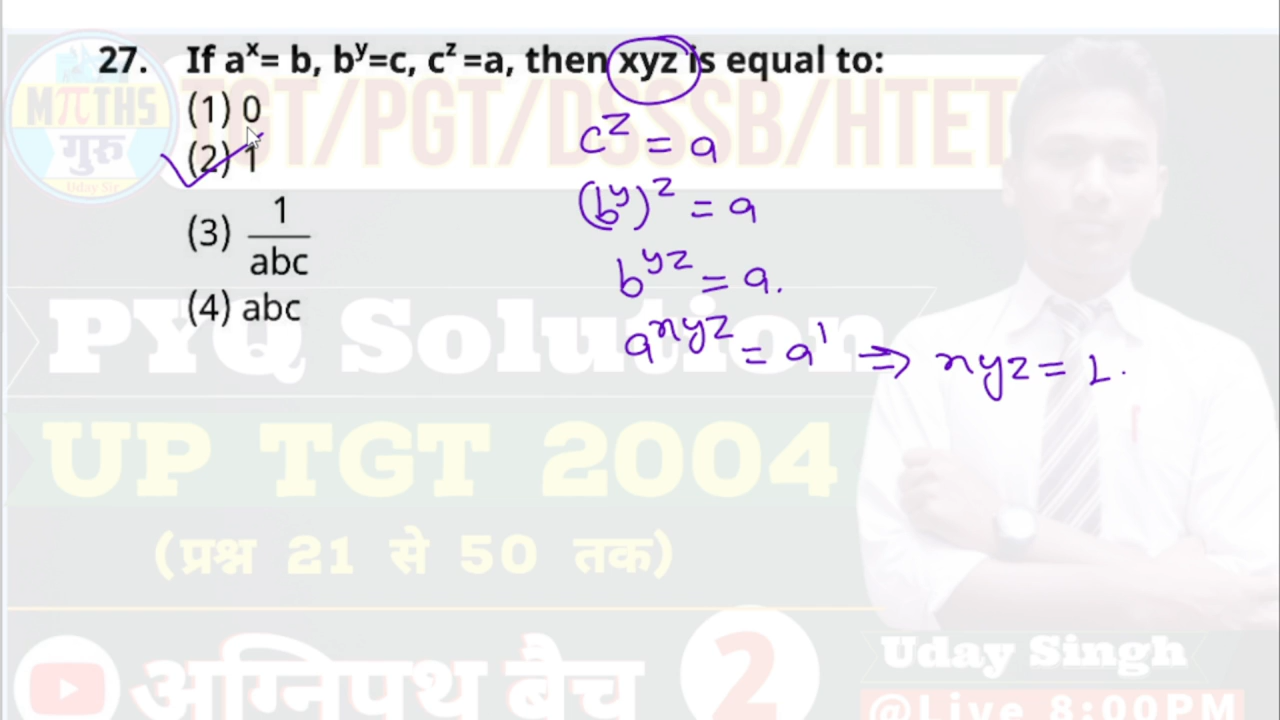 27. If aˣ= b, bʸ=c, cᶻ =a, then xyz is equal to:
(1) 0
(2) 1
(3) 1/abc
(4) abc
cᶻ = a
(bʸ)ᶻ = a
bʸᶻ = a.
aˣʸᶻ = a¹ ⇒ xyz = 1.
MπTHS
गुरु
Uday Sir
TGT/PGT/DSSSB/HTET
PYQ Solution
UP TGT 2004
(प्रश्न 21 से 50 तक)
अग्निपथ बैच 2
Uday Singh
@Live 8:00PM